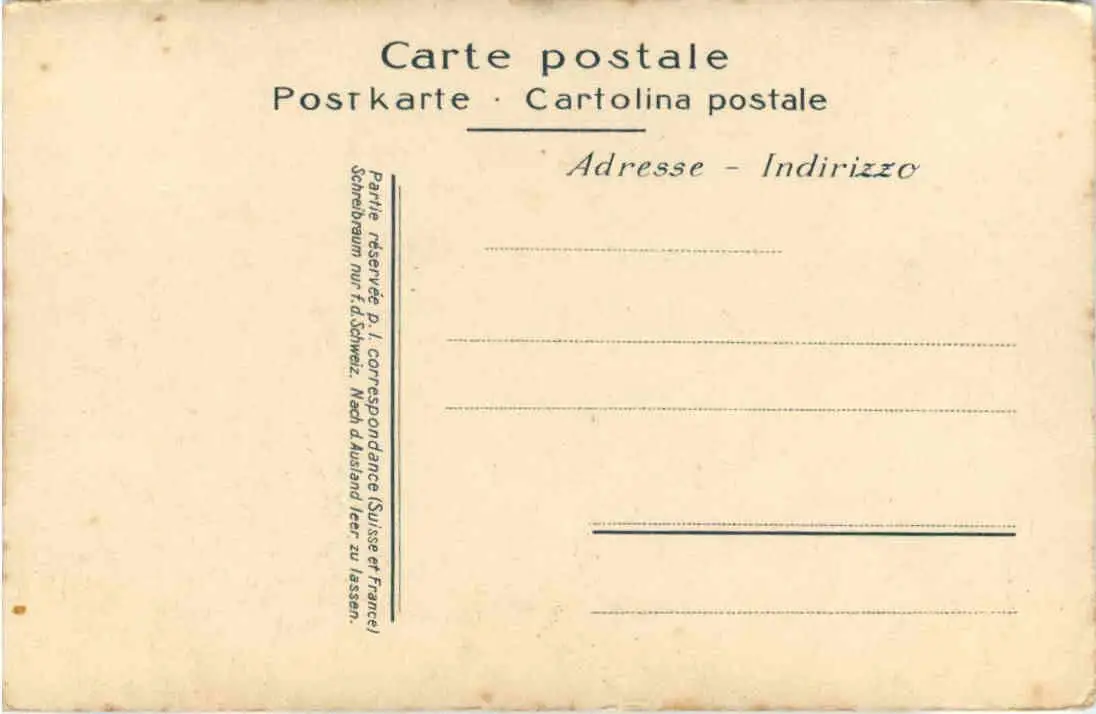 Carte postale
Postkarte · Cartolina postale
Adresse - Indirizzo
Partie réservée p. l. correspondance (Suisse et France)
Schreibraum nur f. d. Schweiz. Nach d. Ausland leer zu lassen.